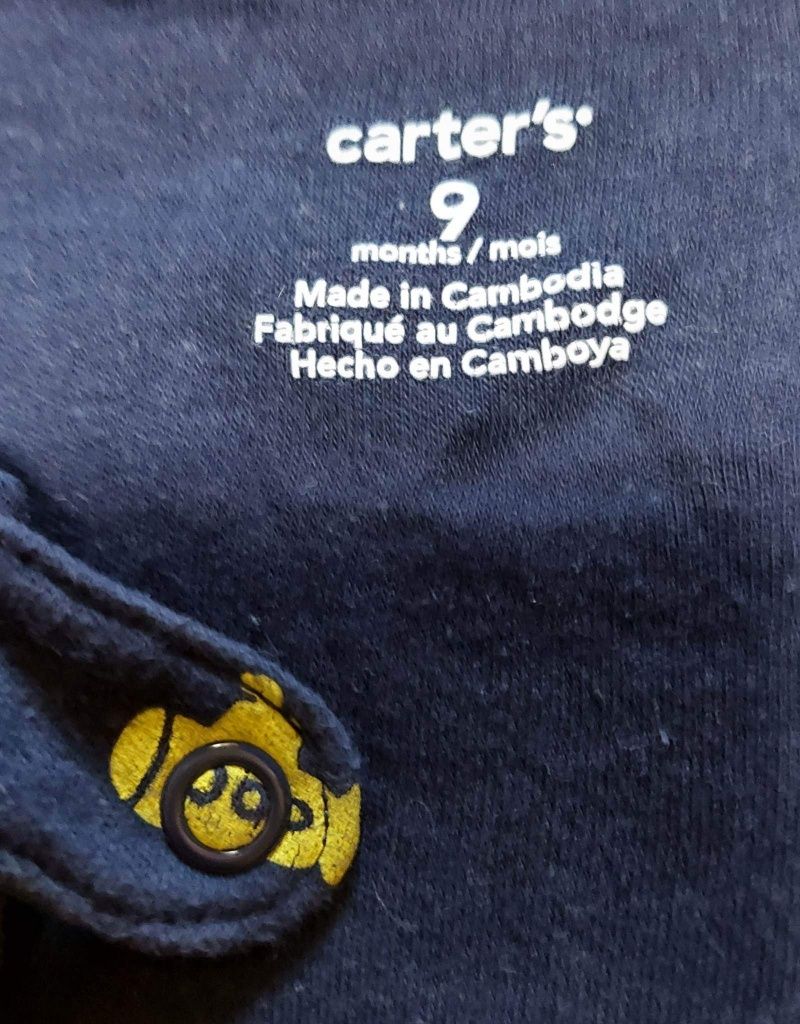 carter's
9
months / mois
Made in Cambodia
Fabriqué au Cambodge
Hecho en Camboya